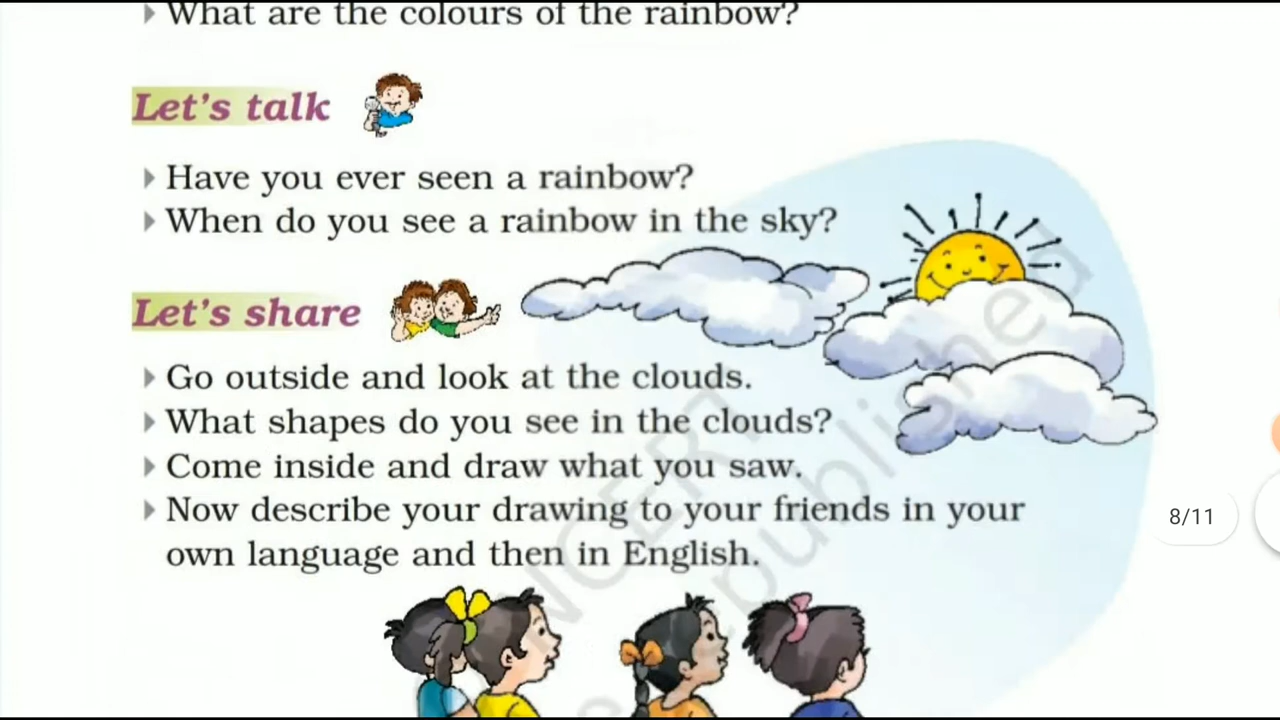 What are the colours of the rainbow?
Let's talk
Have you ever seen a rainbow?
When do you see a rainbow in the sky?
Let's share
Go outside and look at the clouds.
What shapes do you see in the clouds?
Come inside and draw what you saw.
Now describe your drawing to your friends in your
own language and then in English.
8/11
NCERT
republished